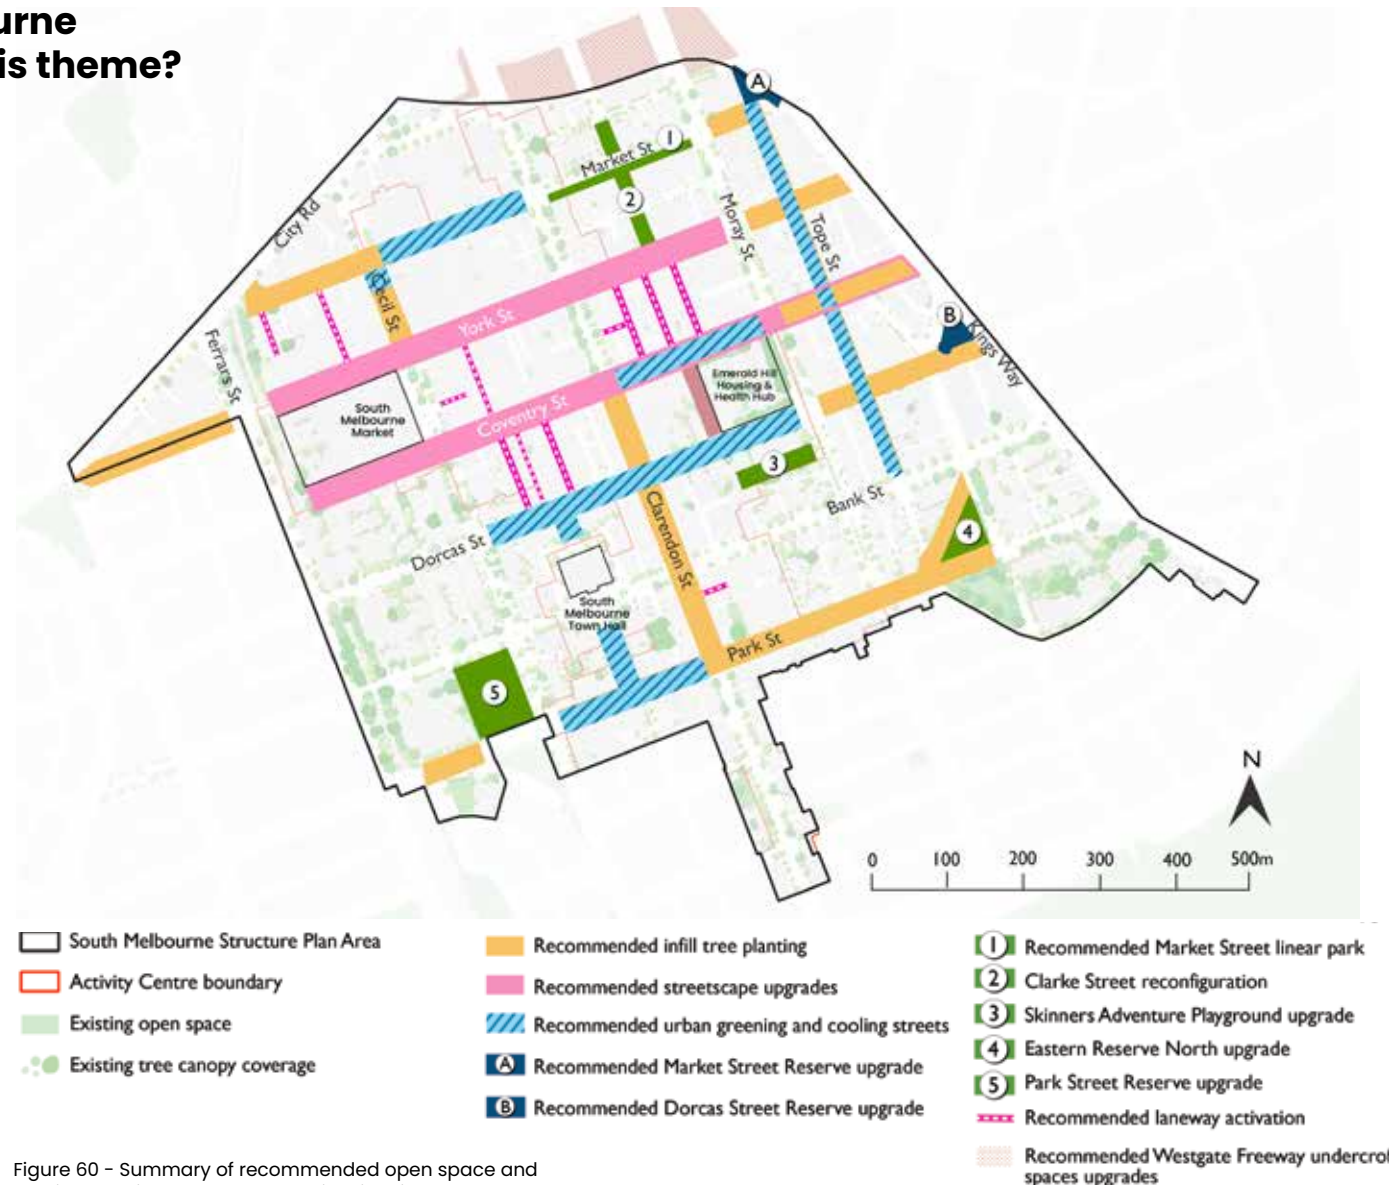 urne
is theme?
A
1
Market St
2
City Rd
Moray St
Tope St
Cecil St
B
York St
Kings Way
Ferrars St
Emerald Hill
Housing &
Health Hub
South
Melbourne
Market
Coventry St
3
Clarendon St
Bank St
4
Dorcas St
South
Melbourne
Town Hall
Park St
5
N
0 100 200 300 400 500m
South Melbourne Structure Plan Area
Activity Centre boundary
Existing open space
Existing tree canopy coverage
Recommended infill tree planting
Recommended streetscape upgrades
Recommended urban greening and cooling streets
A Recommended Market Street Reserve upgrade
B Recommended Dorcas Street Reserve upgrade
1 Recommended Market Street linear park
2 Clarke Street reconfiguration
3 Skinners Adventure Playground upgrade
4 Eastern Reserve North upgrade
5 Park Street Reserve upgrade
Recommended laneway activation
Recommended Westgate Freeway undercrof
spaces upgrades
Figure 60 - Summary of recommended open space and